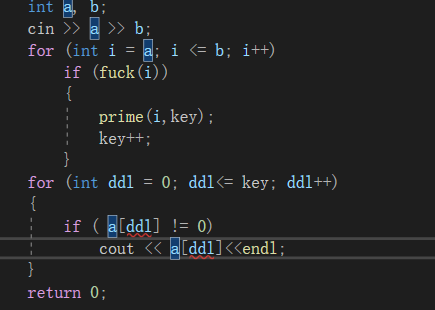 int a, b;
cin >> a >> b;
for (int i = a; i <= b; i++)
if (fuck(i))
{
prime(i,key);
key++;
}
for (int ddl = 0; ddl<= key; ddl++)
{
if ( a[ddl] != 0)
cout << a[ddl]<<endl;
}
return 0;